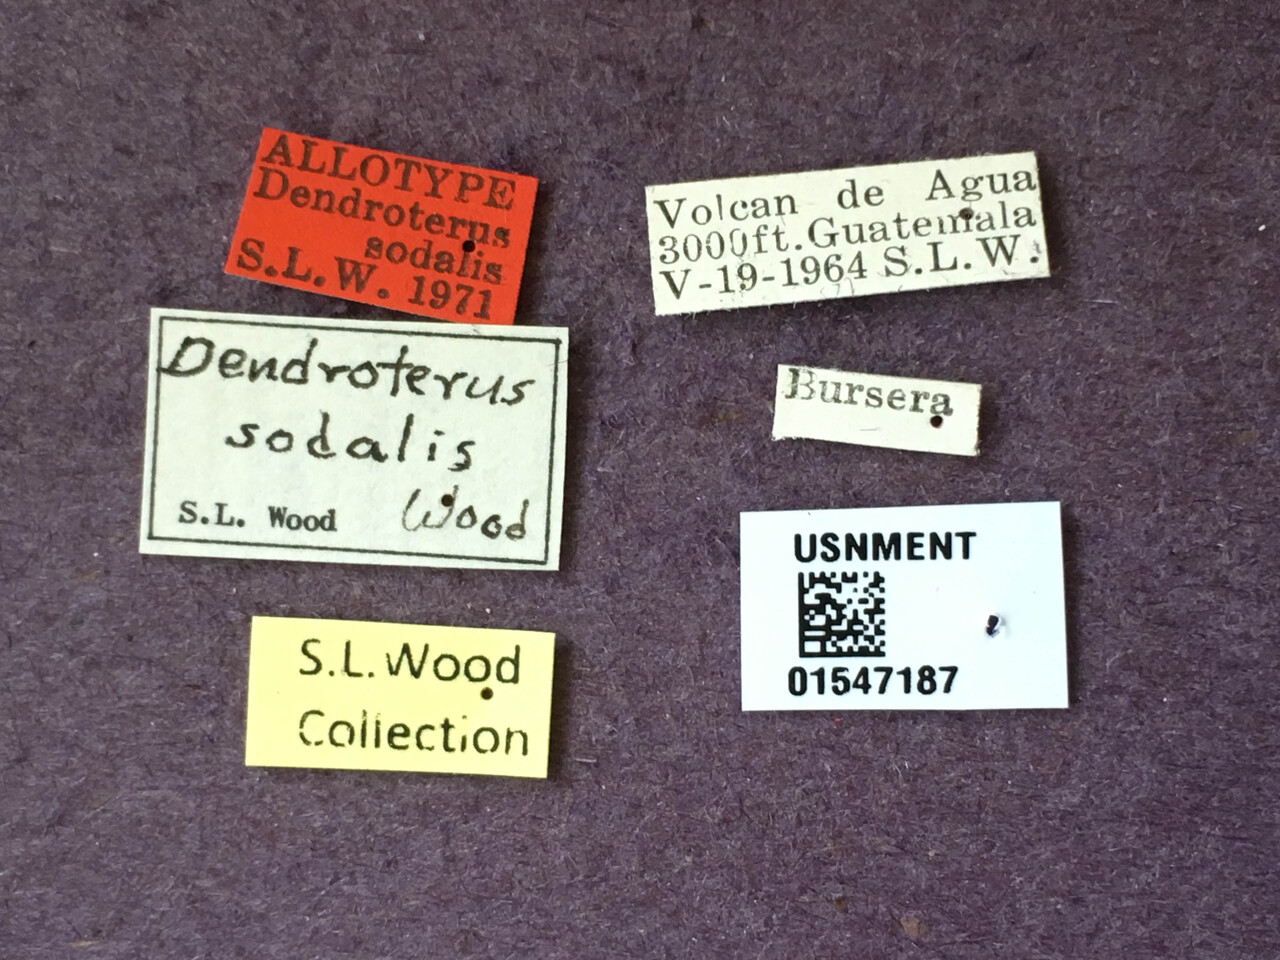 ALLOTYPE
Dendroterus
sodalis
S.L.W. 1971
Volcan de Agua
3000ft. Guatemala
V-19-1964 S.L.W.
Dendroterus
sodalis
Wood
S.L. Wood
Bursera
USNMENT
01547187
S.L. Wood
Collection